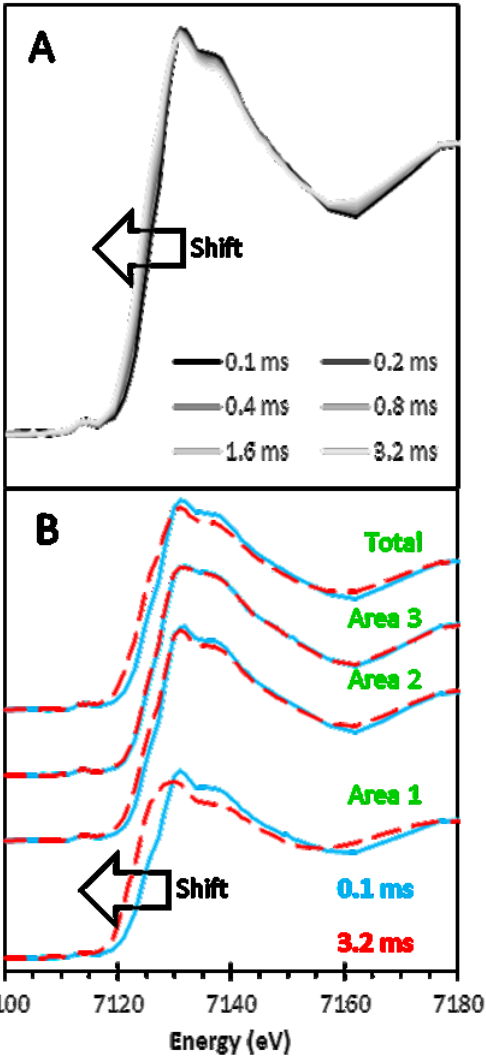 A
Shift
0.1 ms 0.2 ms
0.4 ms 0.8 ms
1.6 ms 3.2 ms
B
Total
Area 3
Area 2
Area 1
Shift
0.1 ms
3.2 ms
100 7120 7140 7160 7180
Energy (eV)